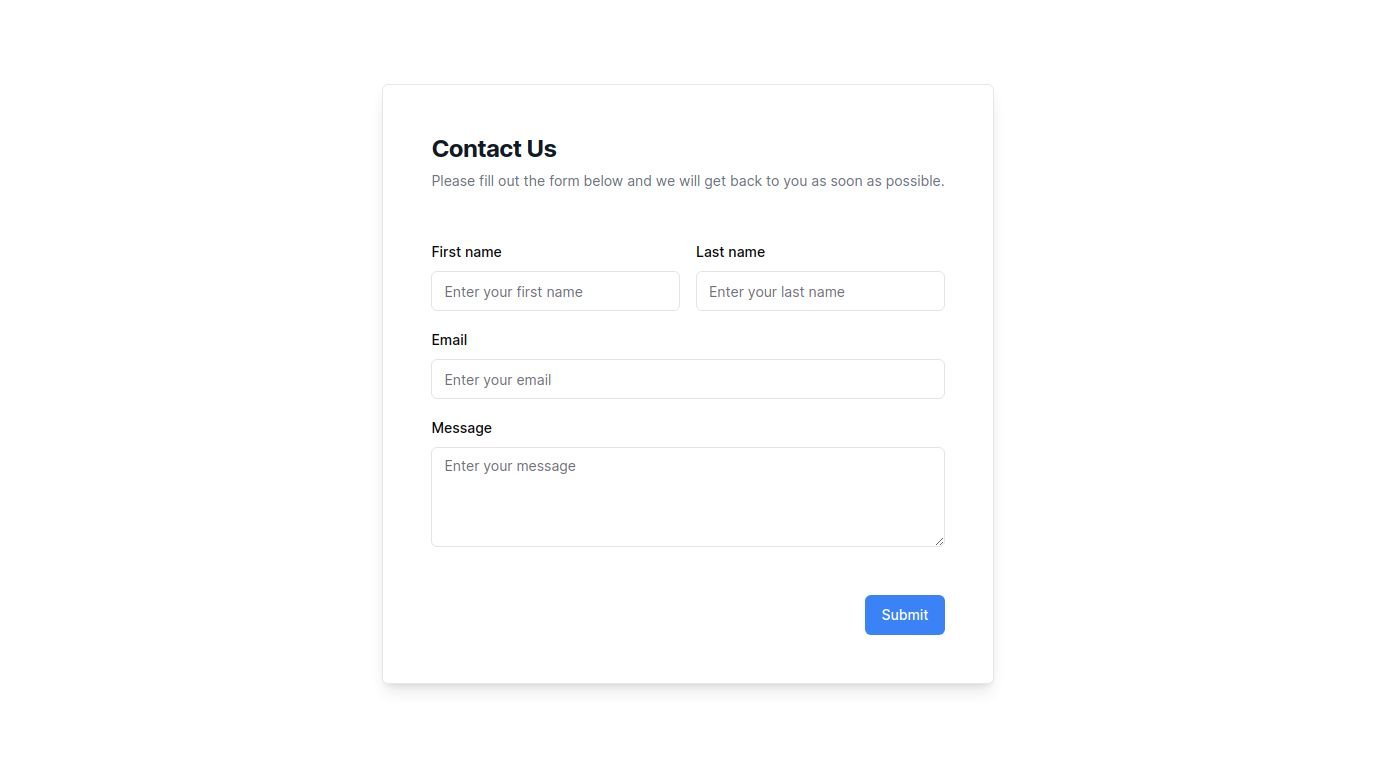 Contact Us
Please fill out the form below and we will get back to you as soon as possible.
First name
Last name
Enter your first name
Enter your last name
Email
Enter your email
Message
Enter your message
Submit